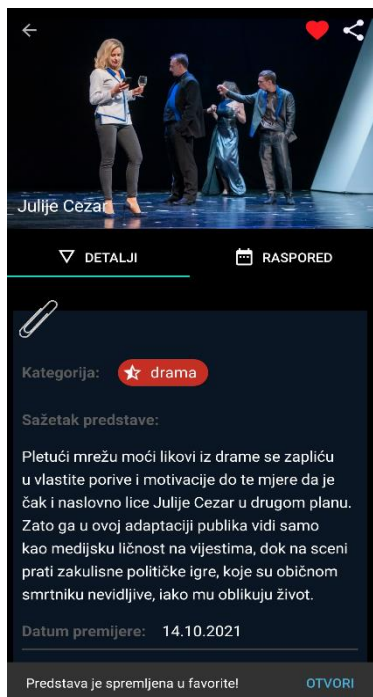 Julije Cezar
DETALJI
RASPORED
Kategorija:
drama
Sažetak predstave:
Pletući mrežu moći likovi iz drame se zapliću
u vlastite porive i motivacije do te mjere da je
čak i naslovno lice Julije Cezar u drugom planu.
Zato ga u ovoj adaptaciji publika vidi samo
kao medijsku ličnost na vijestima, dok na sceni
prati zakulisne političke igre, koje su običnom
smrtniku nevidljive, iako mu oblikuju život.
Datum premijere: 14.10.2021
Predstava je spremljena u favorite! OTVORI